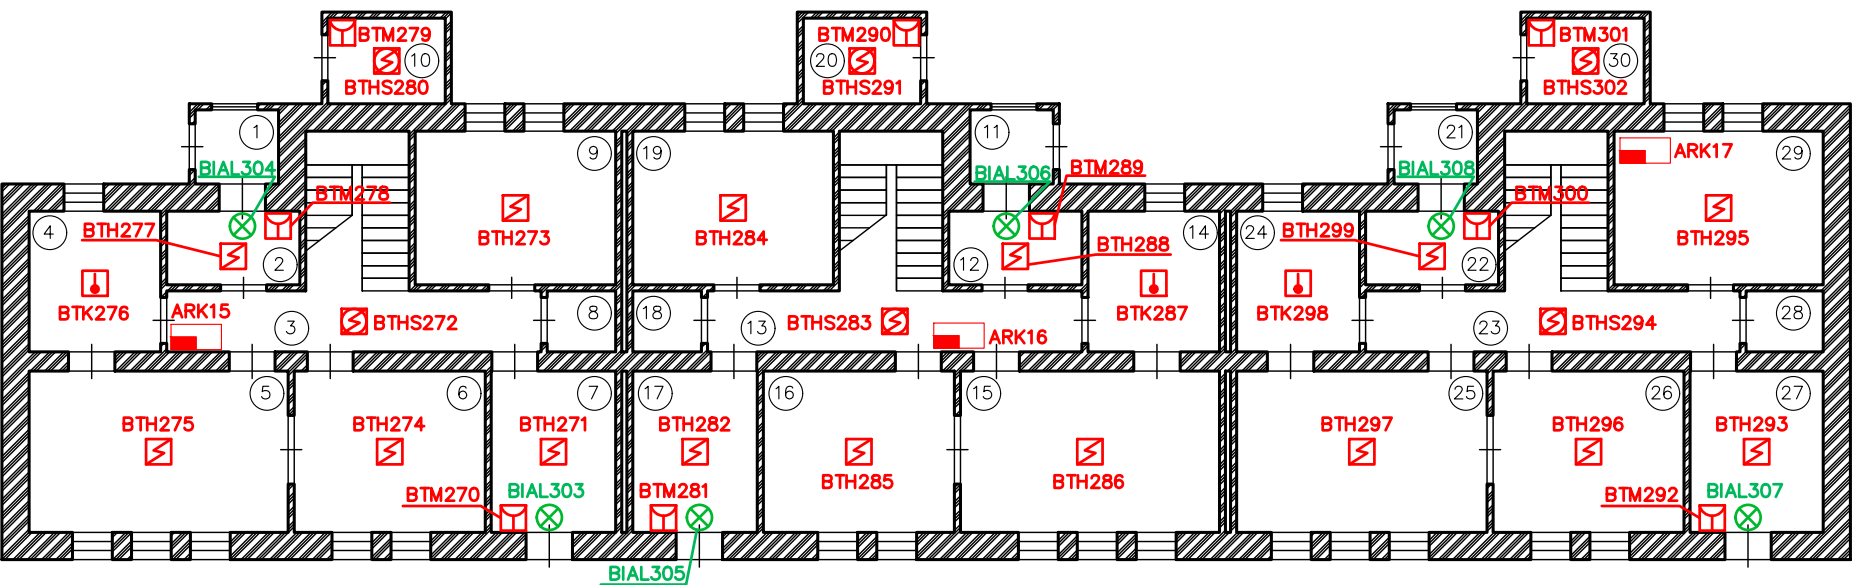 BTM279
10
BTHS280
BTM290
20
BTHS291
BTM301
30
BTHS302
1
BIAL304
BTM278
9
19
11
BIAL306
BTM289
21
BIAL308
BTM300
ARK17
29
4
BTH277
2
BTH273
BTH284
12
BTH288
14
24
BTH299
22
BTH295
BTK276
ARK15
3
BTHS272
8
18
13
BTHS283
ARK16
BTK287
BTK298
23
BTHS294
28
5
6
7
17
16
15
25
26
27
BTH275
BTH274
BTH271
BTH282
BTH285
BTH286
BTH297
BTH296
BTH293
BTM270
BIAL303
BTM281
BIAL305
BTM292
BIAL307